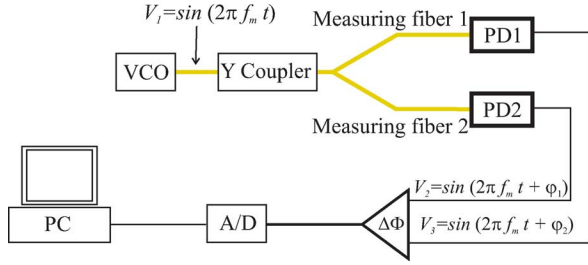 V₁=sin (2π fₘ t)
Measuring fiber 1
PD1
VCO
Y Coupler
PD2
Measuring fiber 2
V₂=sin (2π fₘ t + φ₁)
PC
A/D
ΔΦ
V₃=sin (2π fₘ t + φ₂)